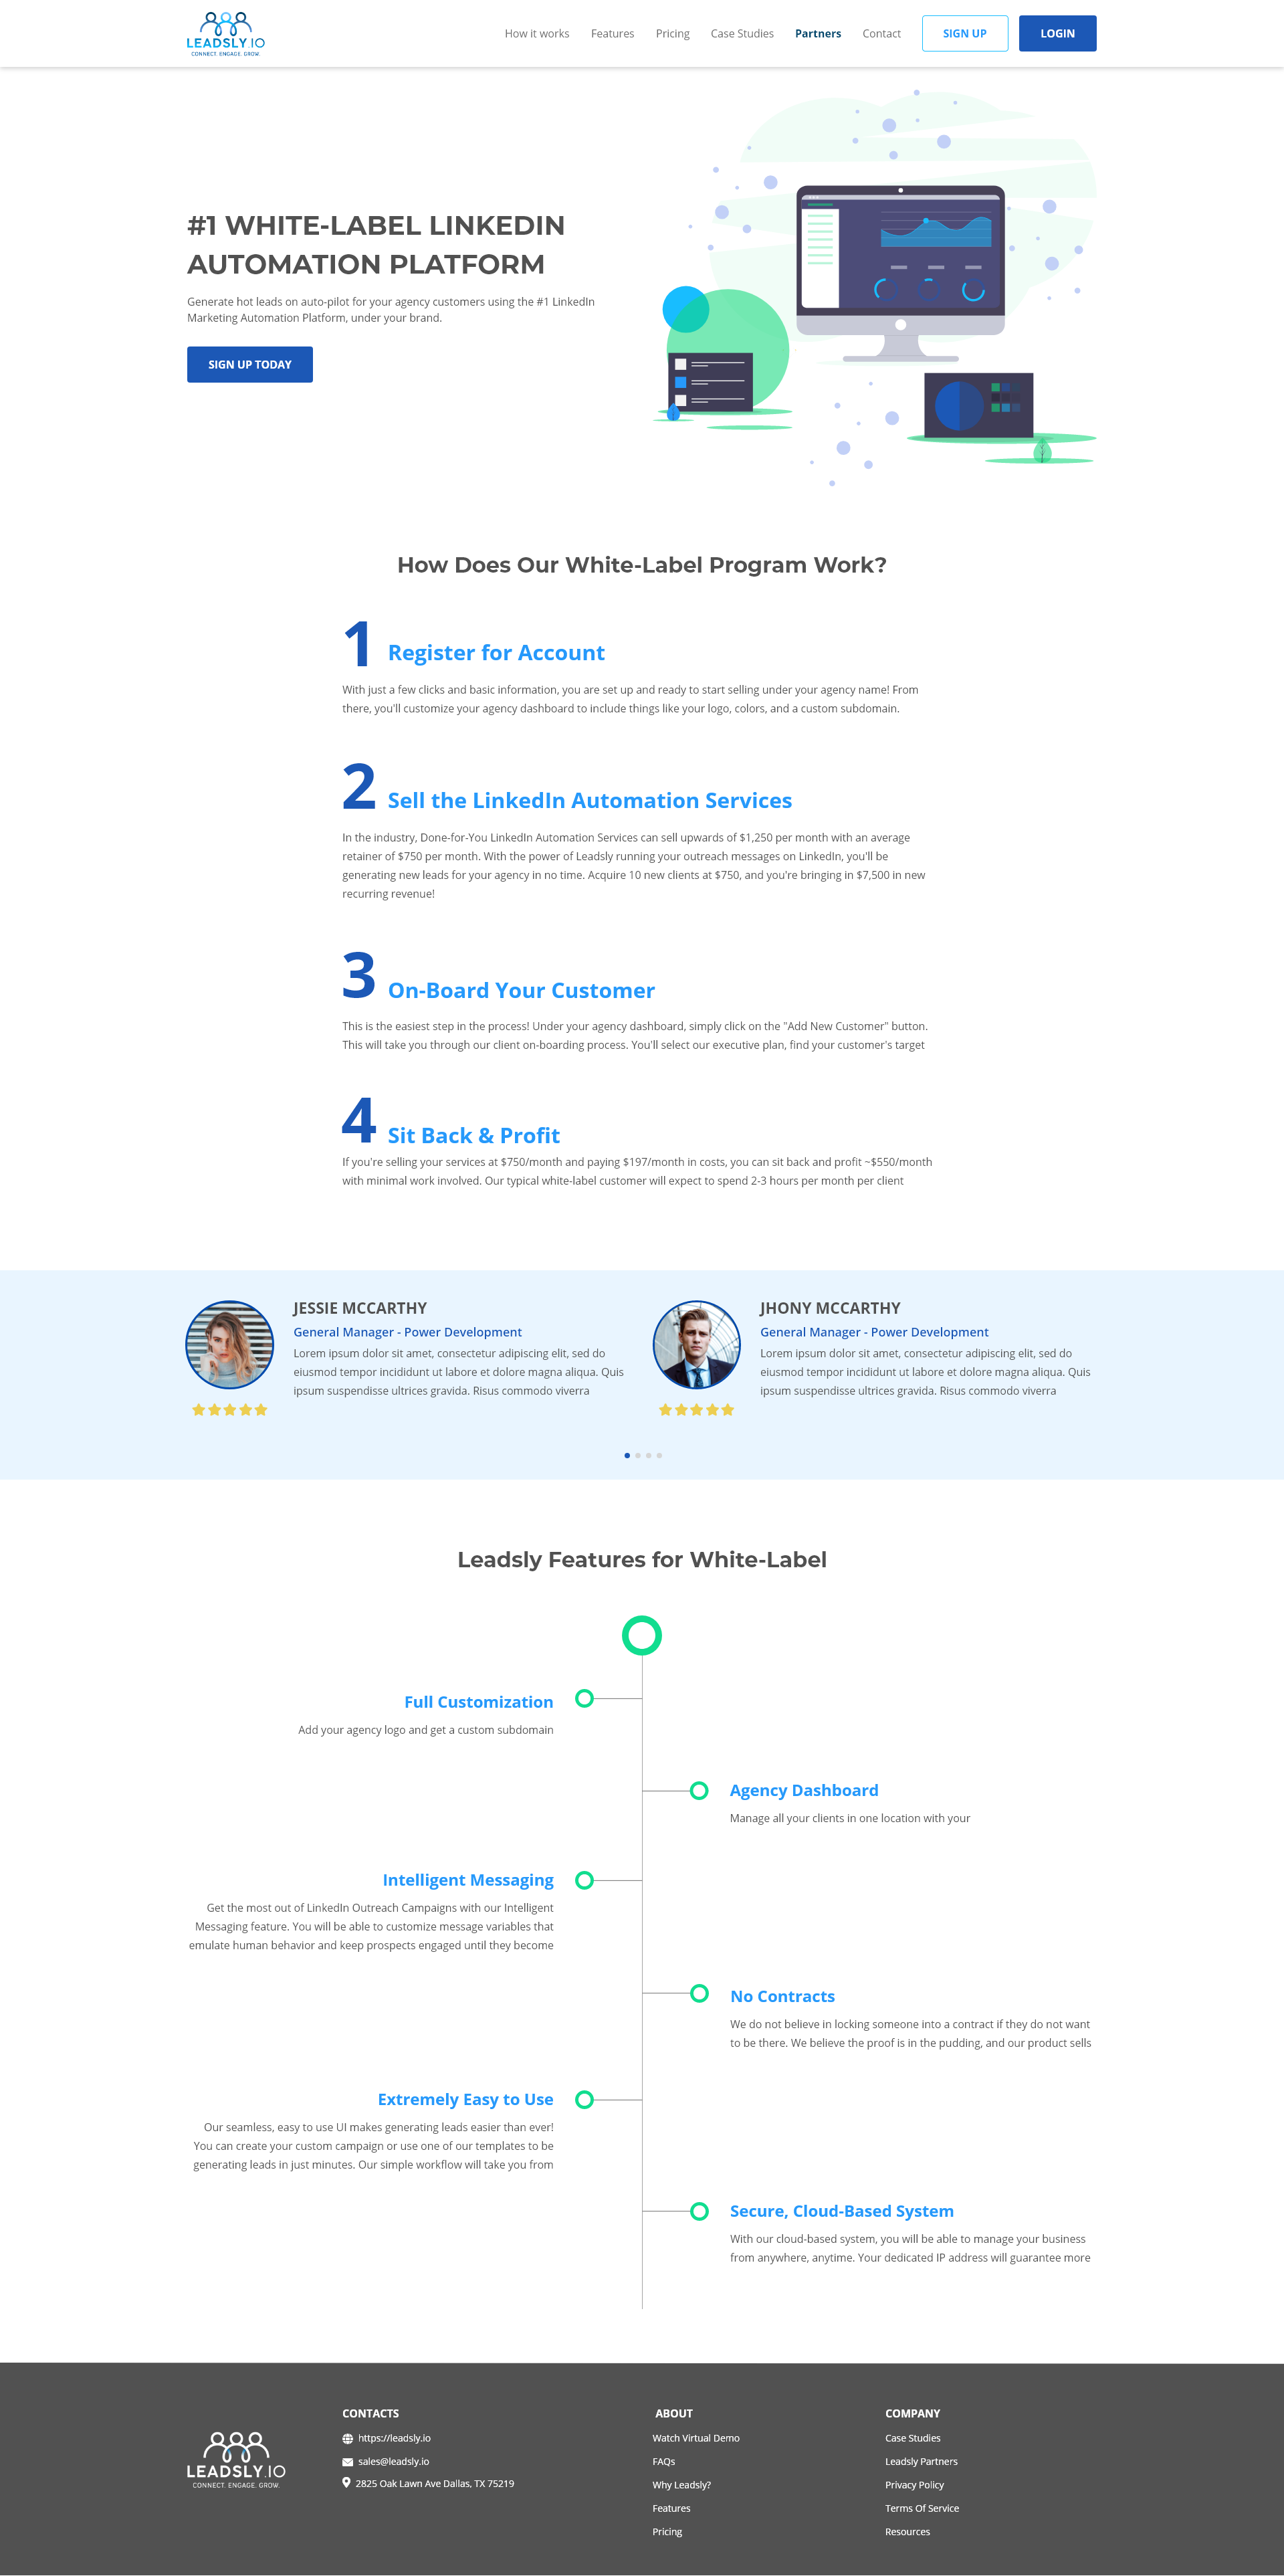 LEADSLY.IO
CONNECT. ENGAGE. GROW.
How it works
Features
Pricing
Case Studies
Partners
Contact
SIGN UP
LOGIN
#1 WHITE-LABEL LINKEDIN
AUTOMATION PLATFORM
Generate hot leads on auto-pilot for your agency customers using the #1 LinkedIn
Marketing Automation Platform, under your brand.
SIGN UP TODAY
How Does Our White-Label Program Work?
1 Register for Account
With just a few clicks and basic information, you are set up and ready to start selling under your agency name! From
there, you'll customize your agency dashboard to include things like your logo, colors, and a custom subdomain.
2 Sell the LinkedIn Automation Services
In the industry, Done-for-You LinkedIn Automation Services can sell upwards of $1,250 per month with an average
retainer of $750 per month. With the power of Leadsly running your outreach messages on LinkedIn, you'll be
generating new leads for your agency in no time. Acquire 10 new clients at $750, and you're bringing in $7,500 in new
recurring revenue!
3 On-Board Your Customer
This is the easiest step in the process! Under your agency dashboard, simply click on the "Add New Customer" button.
This will take you through our client on-boarding process. You'll select our executive plan, find your customer's target
4 Sit Back & Profit
If you're selling your services at $750/month and paying $197/month in costs, you can sit back and profit ~$550/month
with minimal work involved. Our typical white-label customer will expect to spend 2-3 hours per month per client
JESSIE MCCARTHY
General Manager - Power Development
Lorem ipsum dolor sit amet, consectetur adipiscing elit, sed do
eiusmod tempor incididunt ut labore et dolore magna aliqua. Quis
ipsum suspendisse ultrices gravida. Risus commodo viverra
JHONY MCCARTHY
General Manager - Power Development
Lorem ipsum dolor sit amet, consectetur adipiscing elit, sed do
eiusmod tempor incididunt ut labore et dolore magna aliqua. Quis
ipsum suspendisse ultrices gravida. Risus commodo viverra
Leadsly Features for White-Label
Full Customization
Add your agency logo and get a custom subdomain
Agency Dashboard
Manage all your clients in one location with your
Intelligent Messaging
Get the most out of LinkedIn Outreach Campaigns with our Intelligent
Messaging feature. You will be able to customize message variables that
emulate human behavior and keep prospects engaged until they become
No Contracts
We do not believe in locking someone into a contract if they do not want
to be there. We believe the proof is in the pudding, and our product sells
Extremely Easy to Use
Our seamless, easy to use UI makes generating leads easier than ever!
You can create your custom campaign or use one of our templates to be
generating leads in just minutes. Our simple workflow will take you from
Secure, Cloud-Based System
With our cloud-based system, you will be able to manage your business
from anywhere, anytime. Your dedicated IP address will guarantee more
LEADSLY.IO
CONNECT. ENGAGE. GROW.
CONTACTS
https://leadsly.io
sales@leadsly.io
2825 Oak Lawn Ave Dallas, TX 75219
ABOUT
Watch Virtual Demo
FAQs
Why Leadsly?
Features
Pricing
COMPANY
Case Studies
Leadsly Partners
Privacy Policy
Terms Of Service
Resources